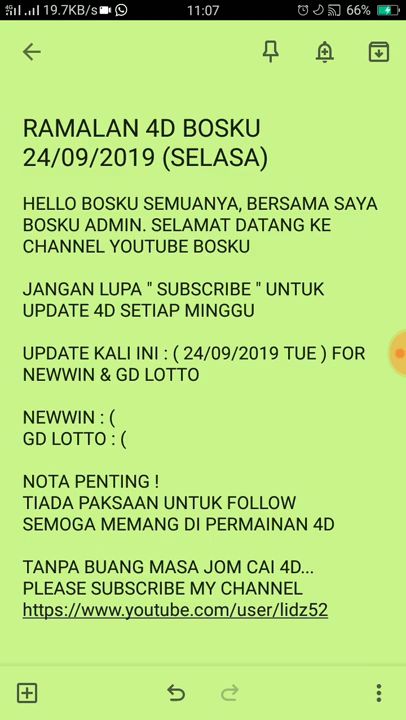 4G 19.7KB/s 11:07 66%
RAMALAN 4D BOSKU
24/09/2019 (SELASA)
HELLO BOSKU SEMUANYA, BERSAMA SAYA
BOSKU ADMIN. SELAMAT DATANG KE
CHANNEL YOUTUBE BOSKU
JANGAN LUPA " SUBSCRIBE " UNTUK
UPDATE 4D SETIAP MINGGU
UPDATE KALI INI : ( 24/09/2019 TUE ) FOR
NEWWIN & GD LOTTO
NEWWIN : (
GD LOTTO : (
NOTA PENTING !
TIADA PAKSAAN UNTUK FOLLOW
SEMOGA MEMANG DI PERMAINAN 4D
TANPA BUANG MASA JOM CAI 4D...
PLEASE SUBSCRIBE MY CHANNEL
https://www.youtube.com/user/lidz52